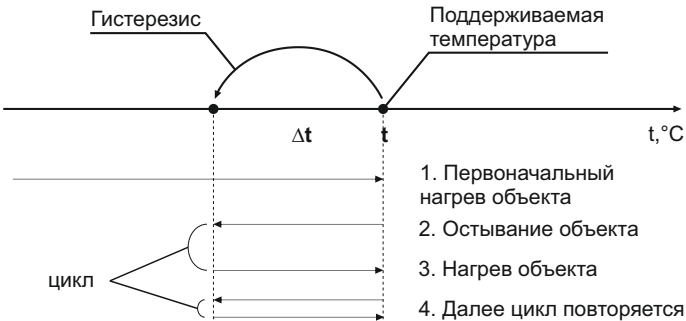 Гистерезис
Поддерживаемая
температура
Δt
t
t,°C
1. Первоначальный
нагрев объекта
2. Остывание объекта
3. Нагрев объекта
цикл
4. Далее цикл повторяется